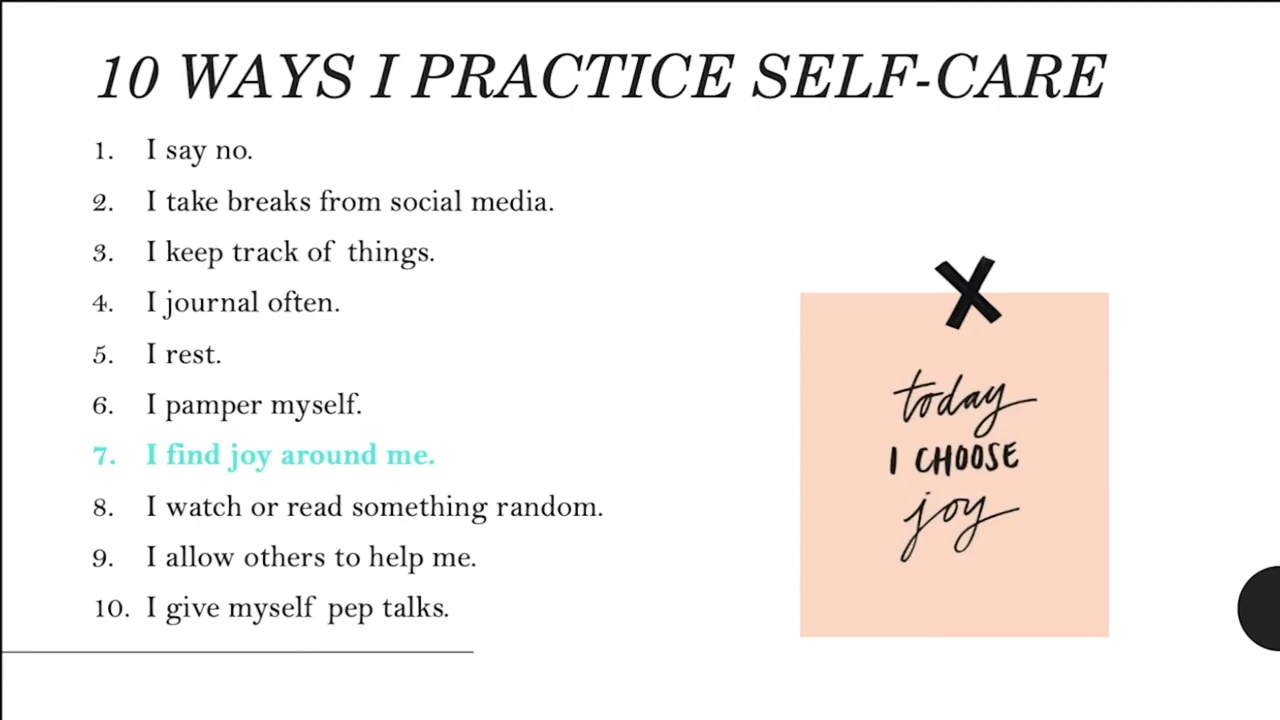 10 WAYS I PRACTICE SELF-CARE
1. I say no.
2. I take breaks from social media.
3. I keep track of things.
4. I journal often.
5. I rest.
6. I pamper myself.
7. I find joy around me.
8. I watch or read something random.
9. I allow others to help me.
10. I give myself pep talks.
today
I CHOOSE
joy